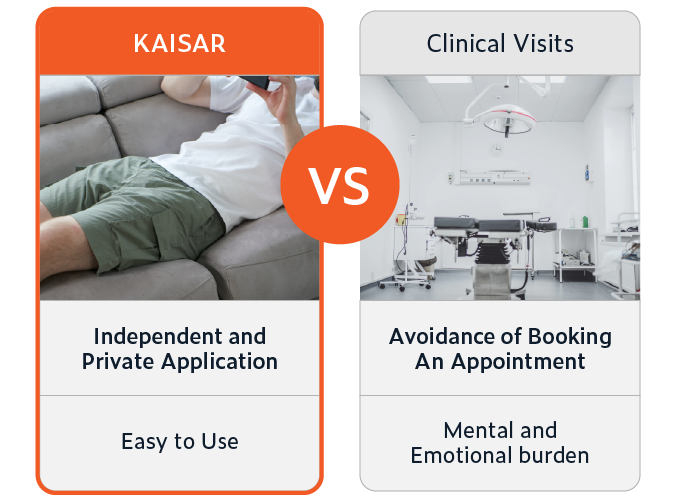 KAISAR
Clinical Visits
VS
Independent and
Private Application
Avoidance of Booking
An Appointment
Easy to Use
Mental and
Emotional burden